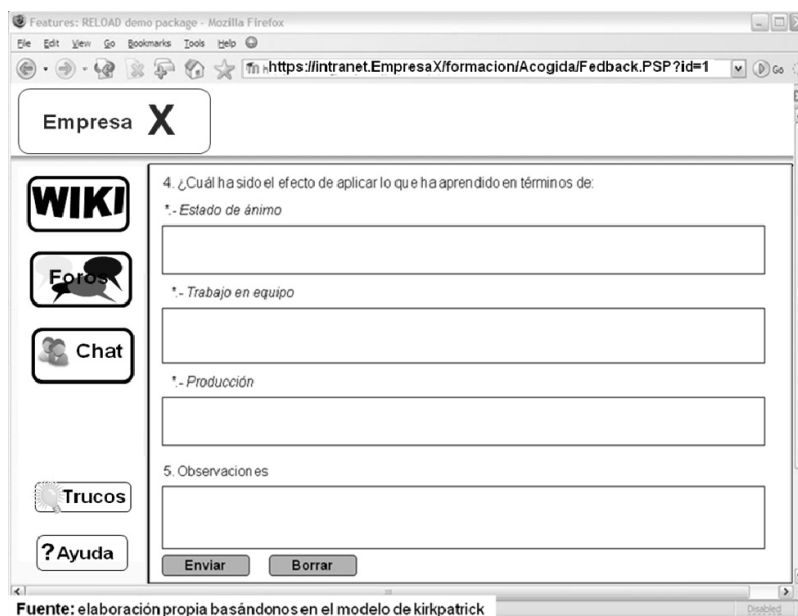 Features: RELOAD demo package - Mozilla Firefox
File Edit View Go Bookmarks Tools Help
https://intranet.EmpresaX/formacion/Acogida/Fedback.PSP?id=1 Go
Empresa X
WIKI
Foros
Chat
Trucos
?Ayuda
4. ¿Cuál ha sido el efecto de aplicar lo que ha aprendido en términos de:
*.- Estado de ánimo
*.- Trabajo en equipo
*.- Producción
5. Observaciones
Enviar Borrar
Fuente: elaboración propia basándonos en el modelo de kirkpatrick
Disabled